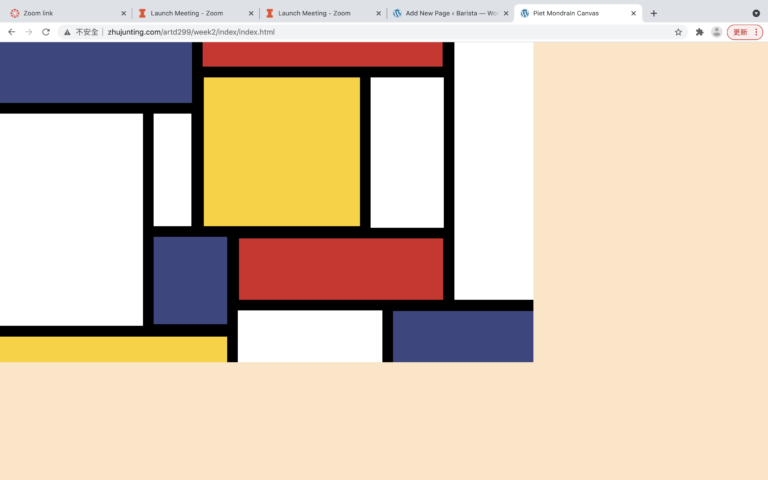 Zoom link
Launch Meeting - Zoom
Launch Meeting - Zoom
Add New Page ‹ Barista — Wo
Piet Mondrain Canvas
不安全 | zhujunting.com/artd299/week2/index/index.html
更新